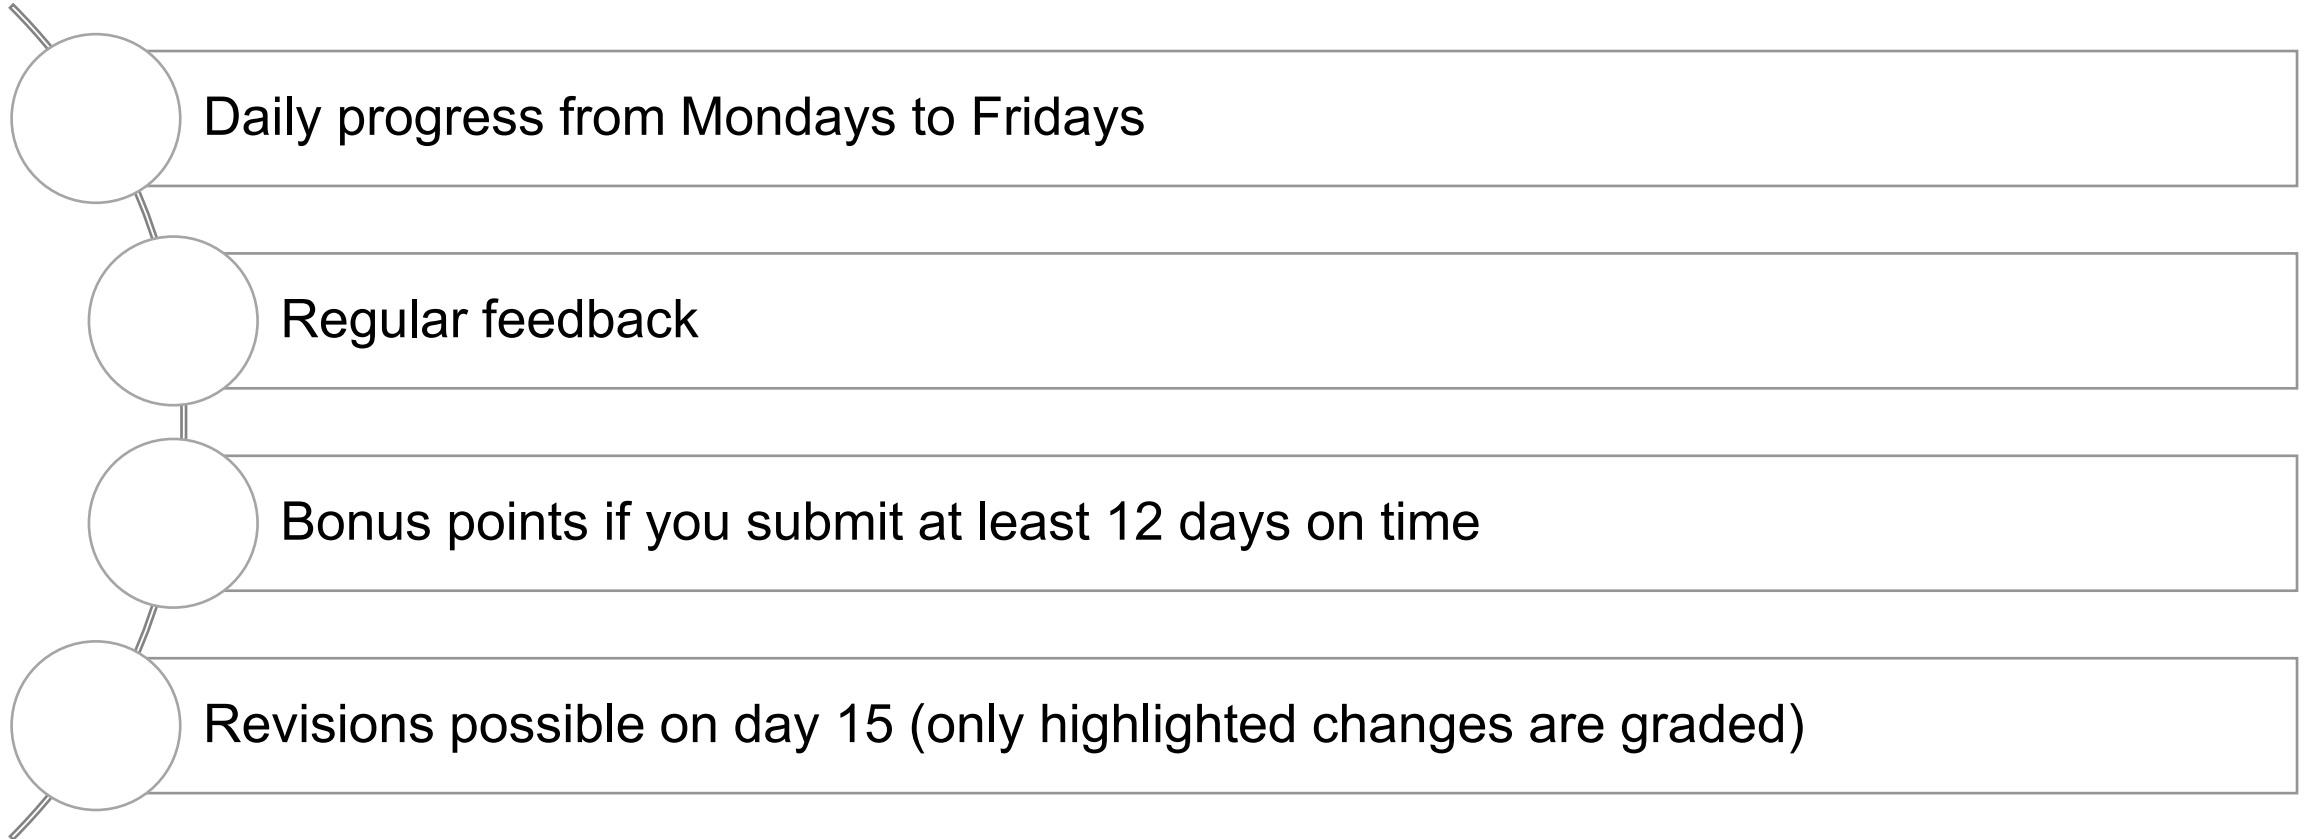 Daily progress from Mondays to Fridays
Regular feedback
Bonus points if you submit at least 12 days on time
Revisions possible on day 15 (only highlighted changes are graded)